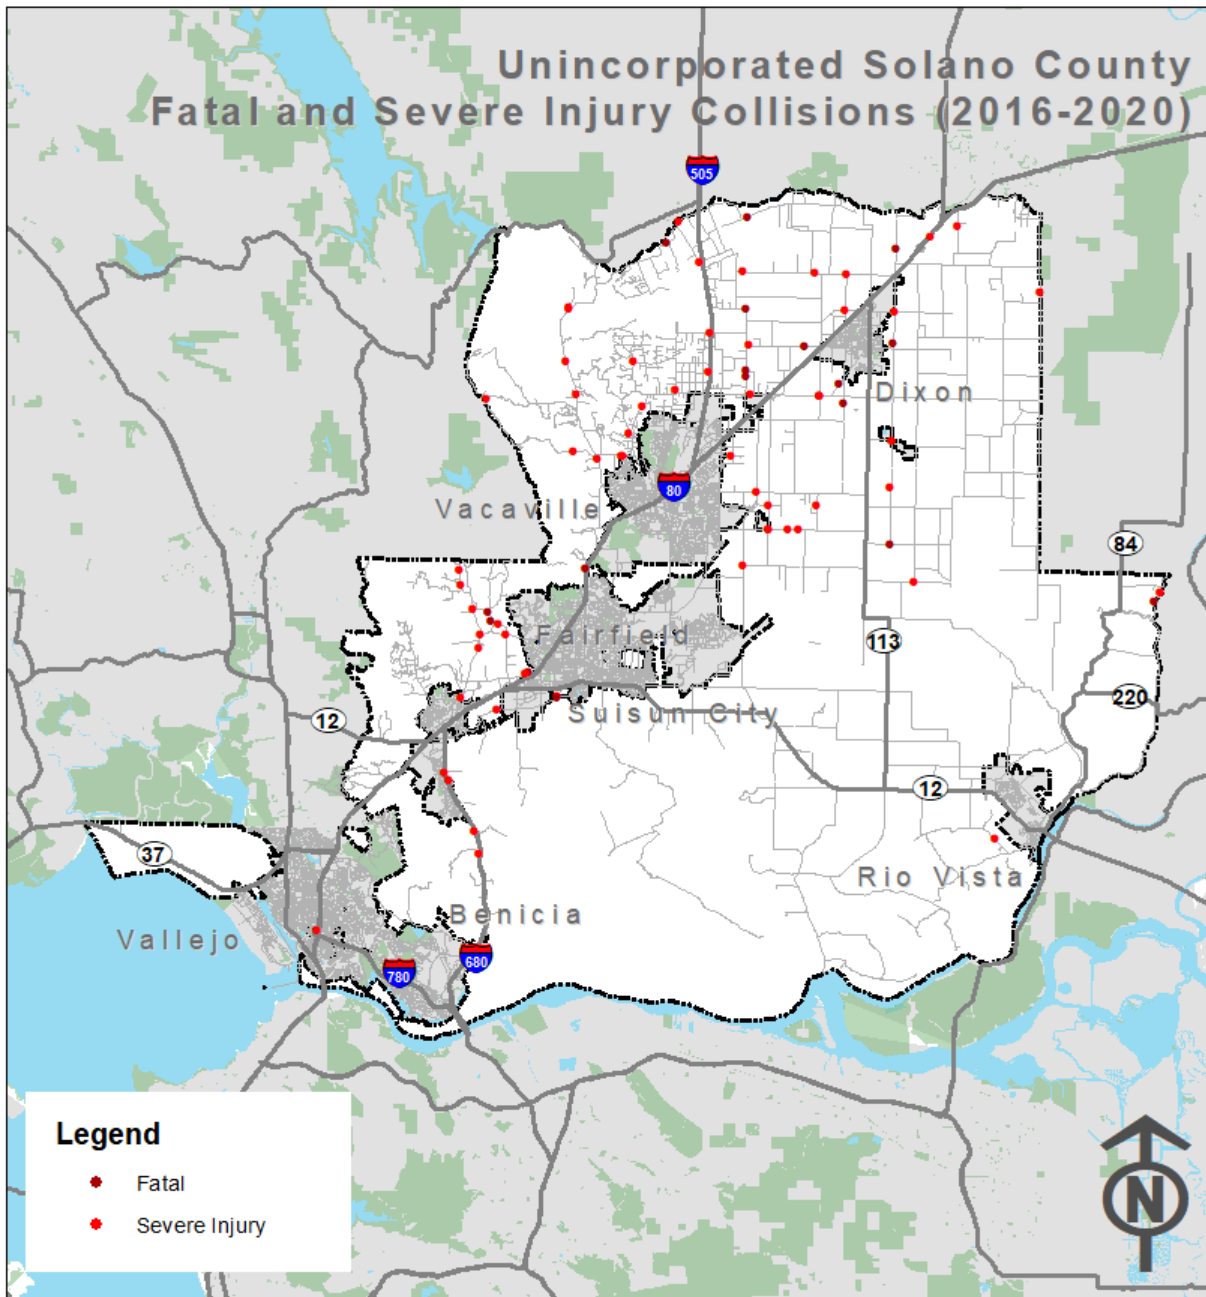 Unincorporated Solano County
Fatal and Severe Injury Collisions (2016-2020)
505
Dixon
80
Vacaville
84
Fairfield
113
220
12
Suisun City
12
37
Rio Vista
Benicia
Vallejo
680
780
Legend
Fatal
Severe Injury
N